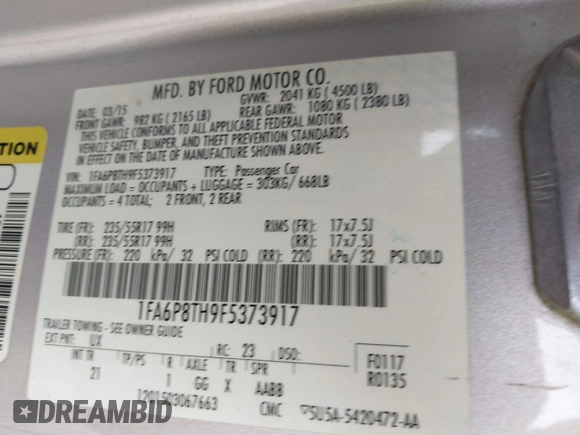 MFD. BY FORD MOTOR CO.
DATE: 03/15 GVWR: 2041 KG ( 4500 LB)
FRONT GAWR: 982 KG ( 2165 LB) REAR GAWR: 1080 KG ( 2380 LB)
THIS VEHICLE CONFORMS TO ALL APPLICABLE FEDERAL MOTOR
VEHICLE SAFETY, BUMPER, AND THEFT PREVENTION STANDARDS
IN EFFECT ON THE DATE OF MANUFACTURE SHOWN ABOVE.
VIN: 1FA6P8TH9F5373917 TYPE: Passenger Car
MAXIMUM LOAD = OCCUPANTS + LUGGAGE = 303KG/ 668LB
OCCUPANTS = 4 TOTAL; 2 FRONT, 2 REAR
TIRE (FR): 235/55R17 99H RIMS (FR): 17x7.5J
(RR): 235/55R17 99H (RR): 17x7.5J
PRESSURE (FR): 220 kPa/ 32 PSI COLD (RR): 220 kPa/ 32 PSI COLD
1FA6P8TH9F5373917
TRAILER TOWING - SEE OWNER GUIDE
EXT PNT: UX RC: 23 DSO: F0117
INT TR TP/PS R AXLE TR SPR R0135
21 1 GG X AABB
1201503067663 CMC 5U5A-5420472-AA
DREAMBID
DREAMBID